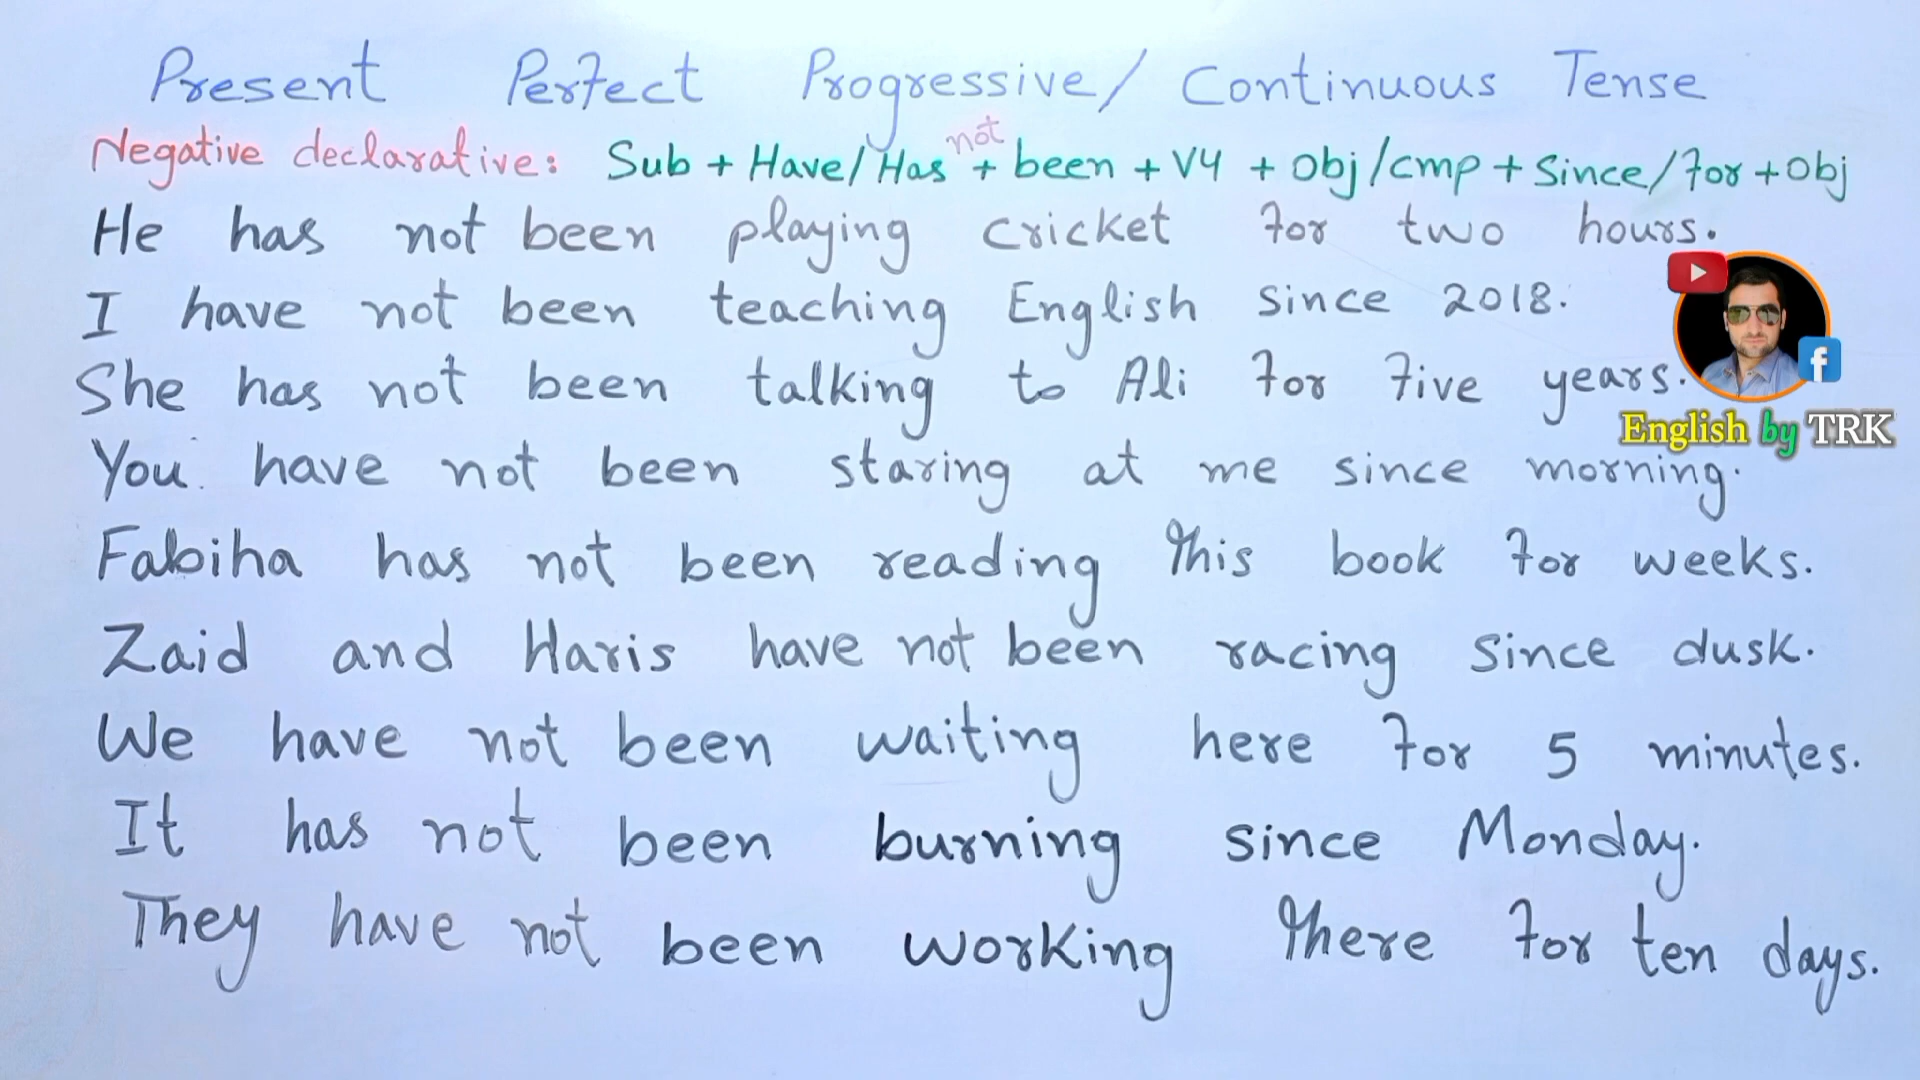 Present Perfect Progressive/ Continuous Tense
not
Negative declarative: Sub + Have/Has + been + V4 + Obj/cmp + Since/for + Obj
He has not been playing cricket for two hours.
I have not been teaching English since 2018.
She has not been talking to Ali for five years.
You have not been staring at me since morning.
Fabiha has not been reading this book for weeks.
Zaid and Haris have not been racing since dusk.
We have not been waiting here for 5 minutes.
It has not been burning since Monday.
They have not been working there for ten days.
f
English by TRK